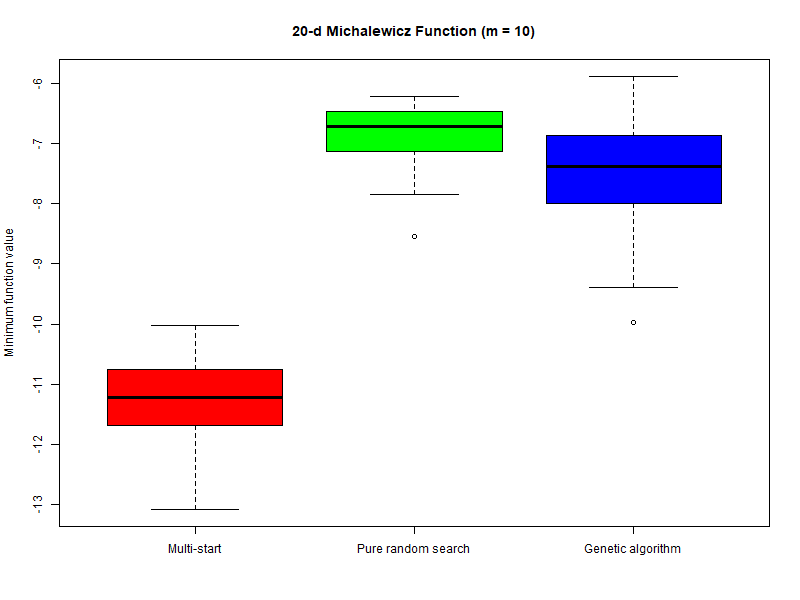 20-d Michalewicz Function (m = 10)
Minimum function value
-6
-7
-8
-9
-10
-11
-12
-13
Multi-start Pure random search Genetic algorithm